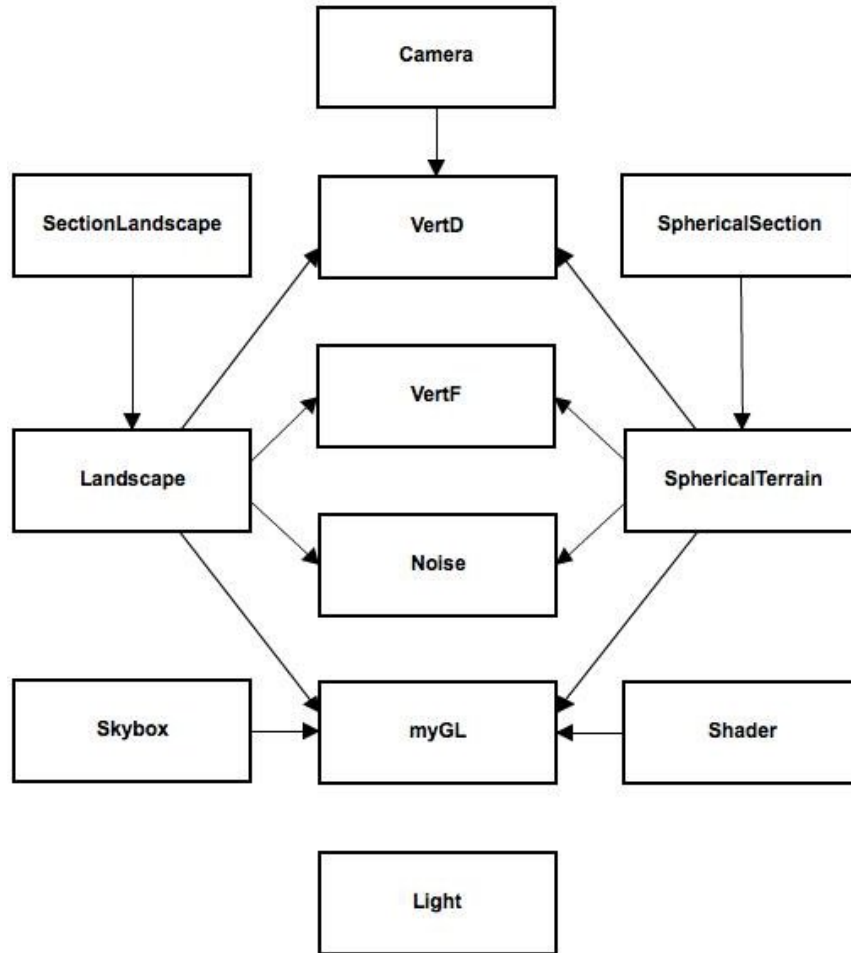 Camera
SectionLandscape
VertD
SphericalSection
VertF
Landscape
SphericalTerrain
Noise
Skybox
myGL
Shader
Light